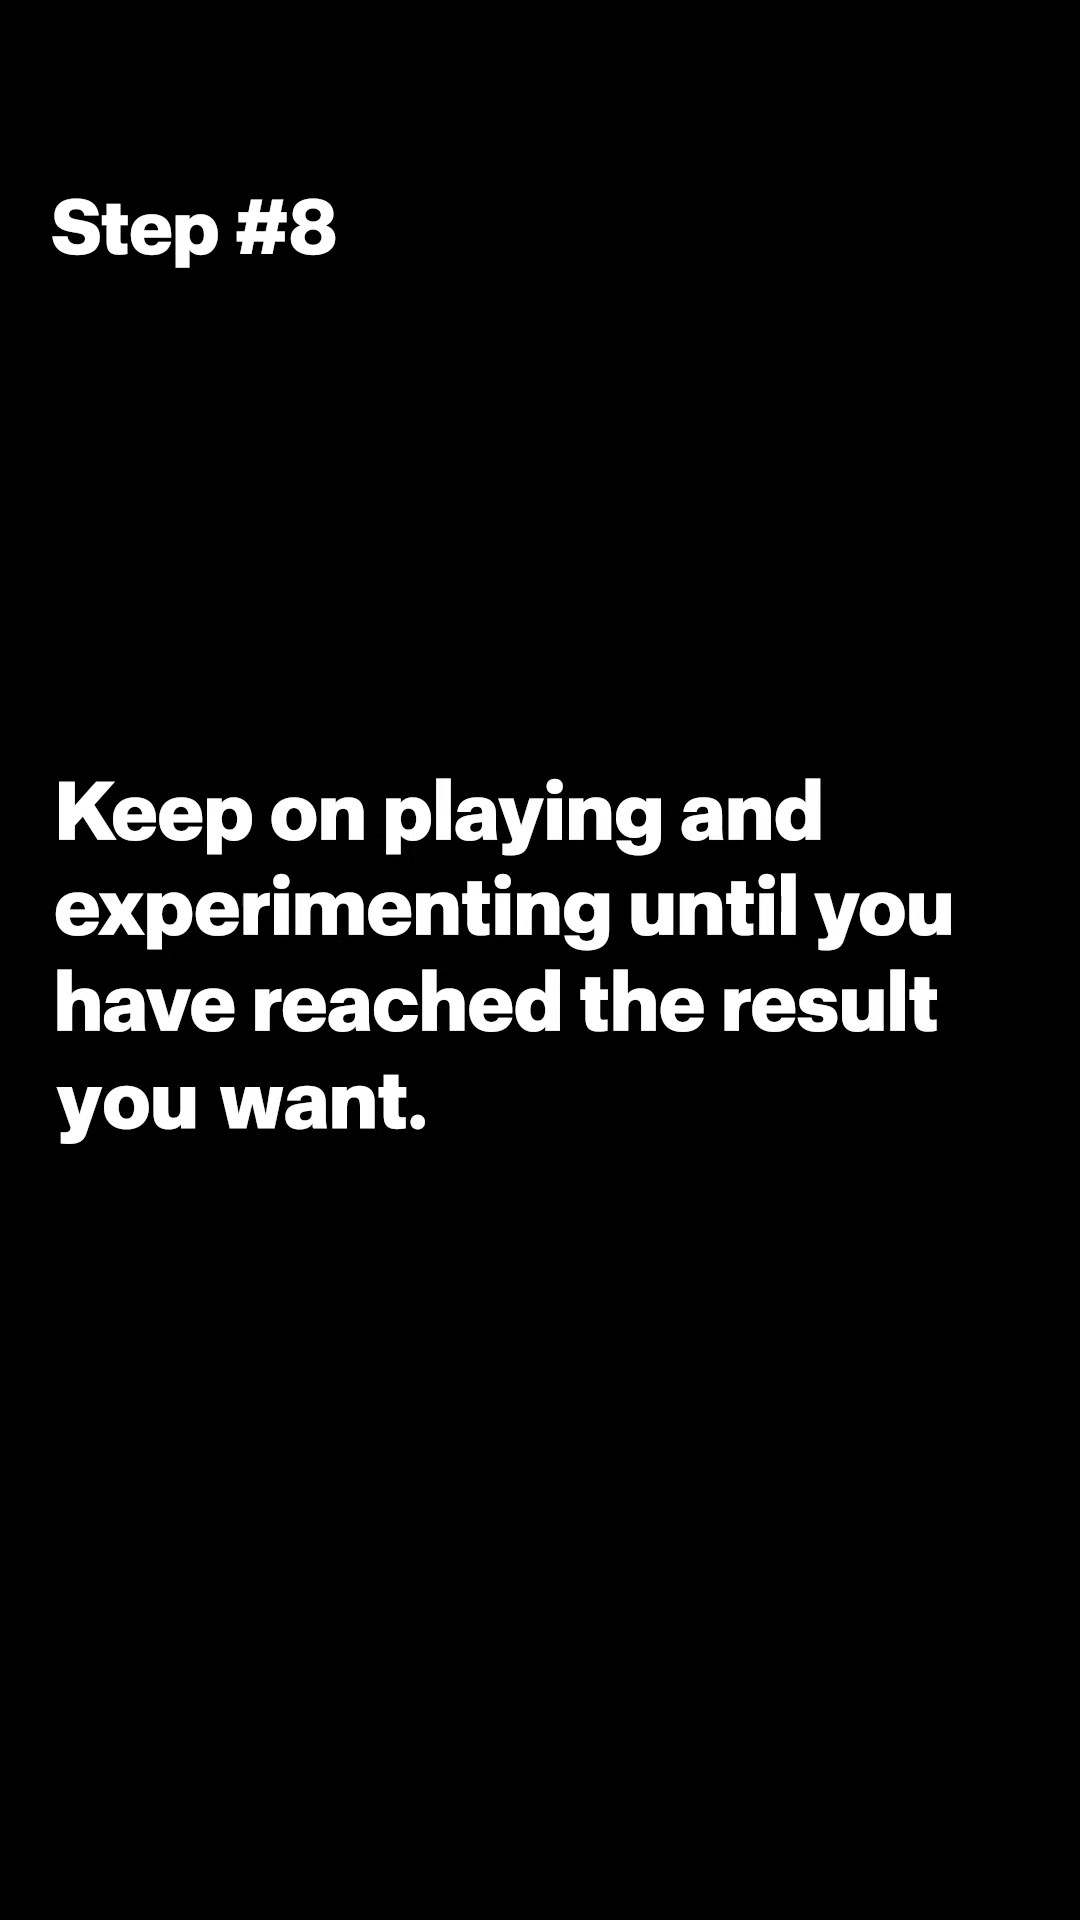 Step #8
Keep on playing and
experimenting until you
have reached the result
you want.